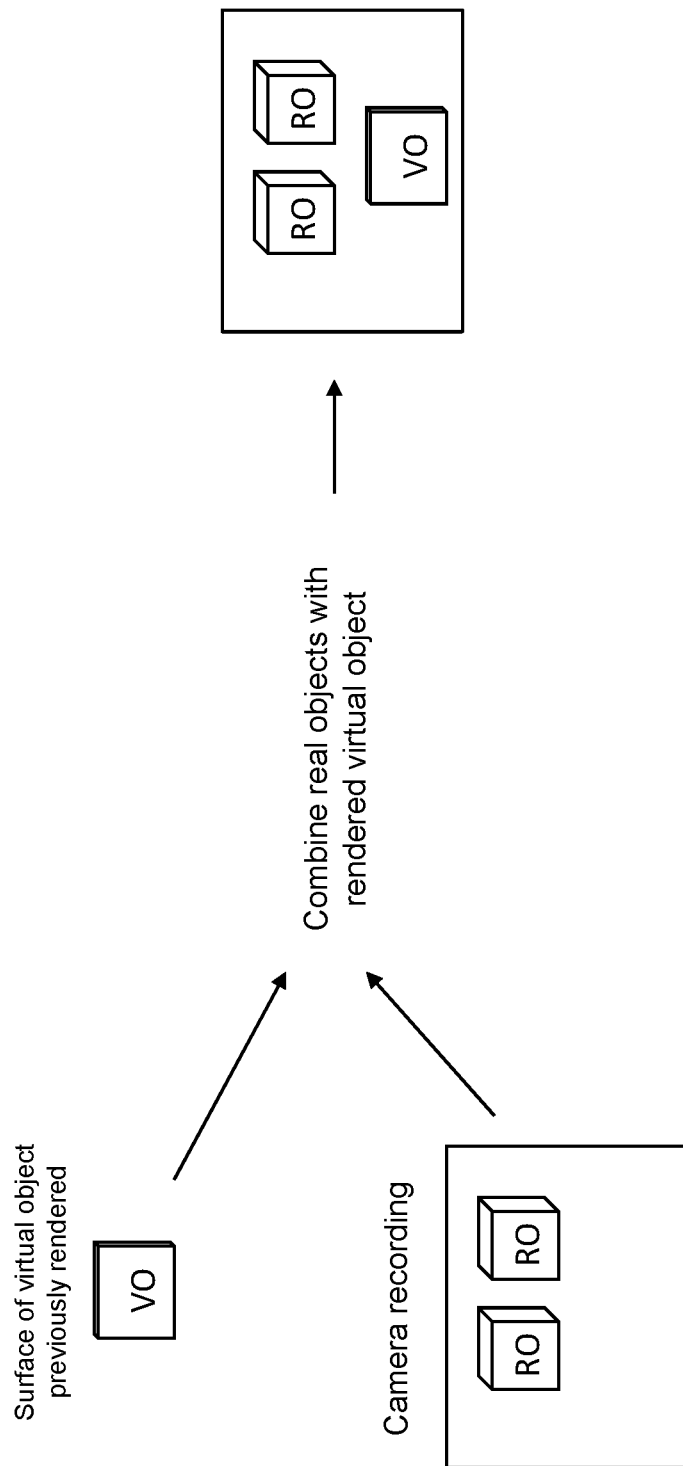 Surface of virtual object
previously rendered
VO
Camera recording
RO RO
Combine real objects with
rendered virtual object
RO RO
VO